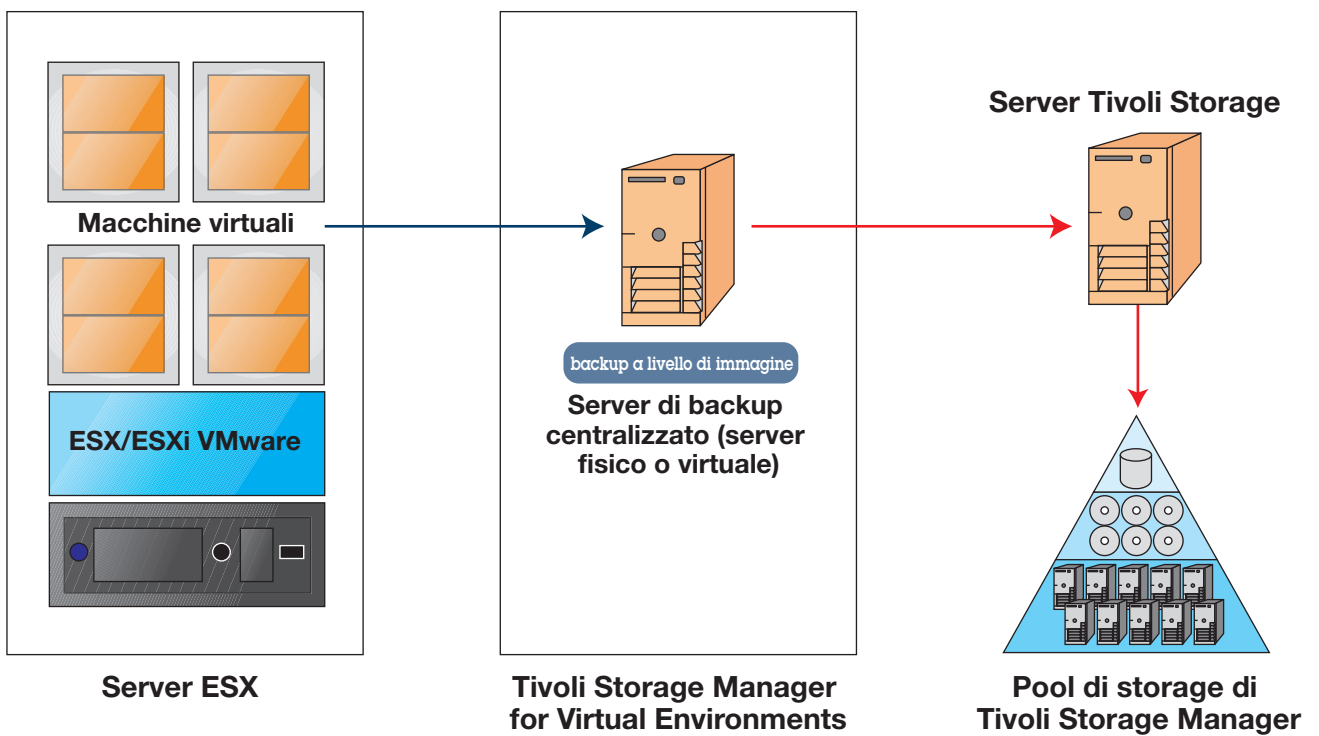 Macchine virtuali
ESX/ESXi VMware
Server ESX
backup a livello di immagine
Server di backup
centralizzato (server
fisico o virtuale)
Tivoli Storage Manager
for Virtual Environments
Server Tivoli Storage
Pool di storage di
Tivoli Storage Manager